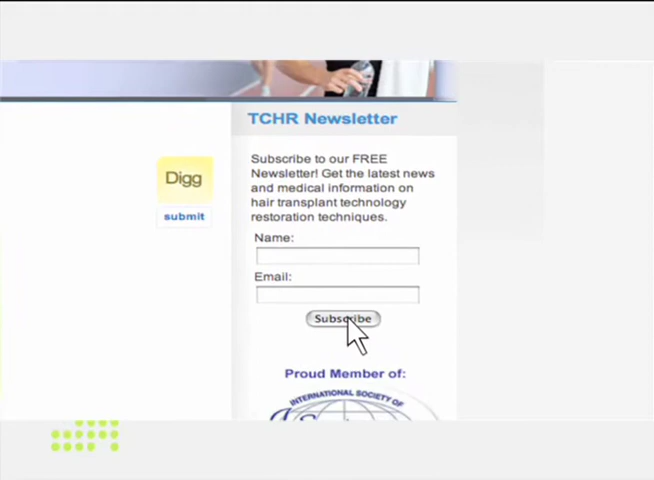 TCHR Newsletter
Digg
submit
Subscribe to our FREE
Newsletter! Get the latest news
and medical information on
hair transplant technology
restoration techniques.
Name:
Email:
Subscribe
Proud Member of:
INTERNATIONAL SOCIETY OF